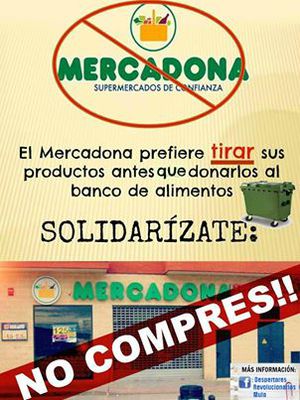 MERCADONA
SUPERMERCADOS DE CONFIANZA
El Mercadona prefiere tirar sus
productos antes que donarlos al
banco de alimentos
SOLIDARÍZATE:
MERCADONA
NO COMPRES!!
MÁS INFORMACIÓN:
Despertares
Revolucionarios
Mula